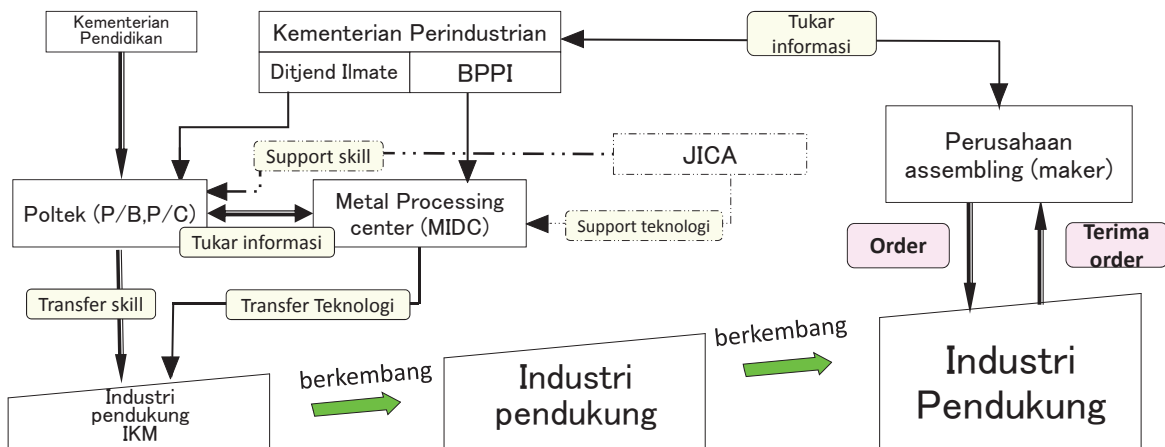 Kementerian
Pendidikan
Kementerian Perindustrian
Ditjend Ilmate
BPPI
Tukar
informasi
Support skill
JICA
Perusahaan
assembling (maker)
Poltek (P/B,P/C)
Metal Processing
center (MIDC)
Tukar informasi
Support teknologi
Order
Terima
order
Transfer skill
Transfer Teknologi
berkembang
berkembang
Industri
pendukung
IKM
Industri
pendukung
Industri
Pendukung